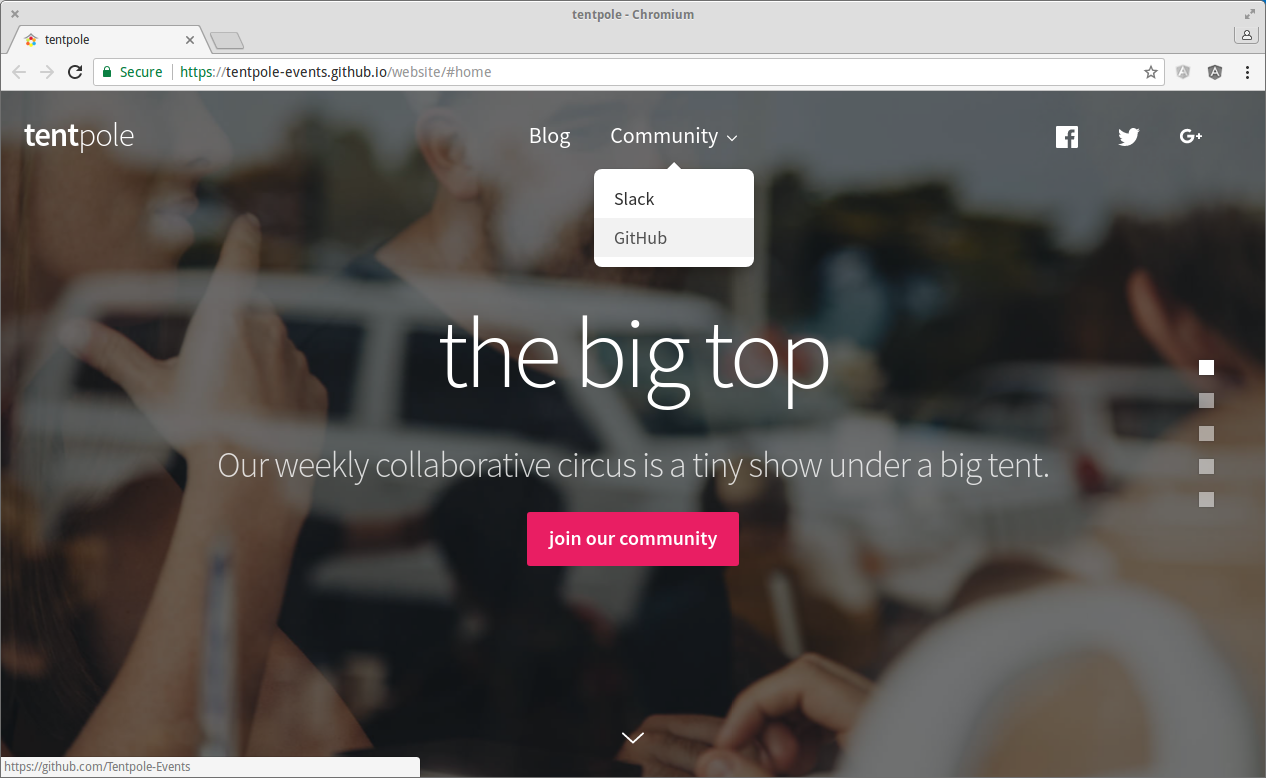 tentpole - Chromium
tentpole
Secure https://tentpole-events.github.io/website/#home
tentpole Blog Community
Slack
GitHub
the big top
Our weekly collaborative circus is a tiny show under a big tent.
join our community
https://github.com/Tentpole-Events